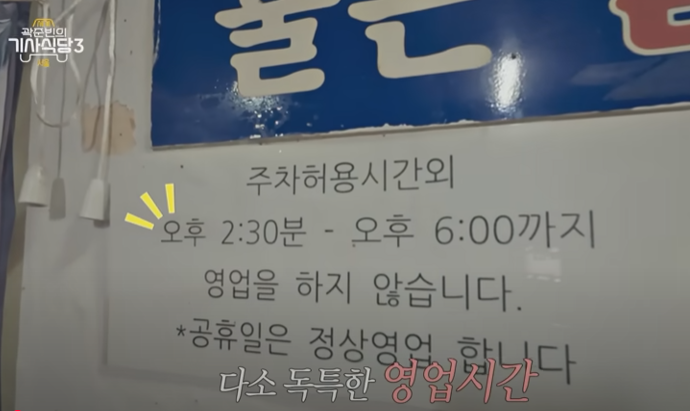 곽준빈의
기사식당3
서울
주차허용시간외
오후 2:30분 - 오후 6:00까지
영업을 하지 않습니다.
*공휴일은 정상영업 합니다
다소 독특한 영업시간